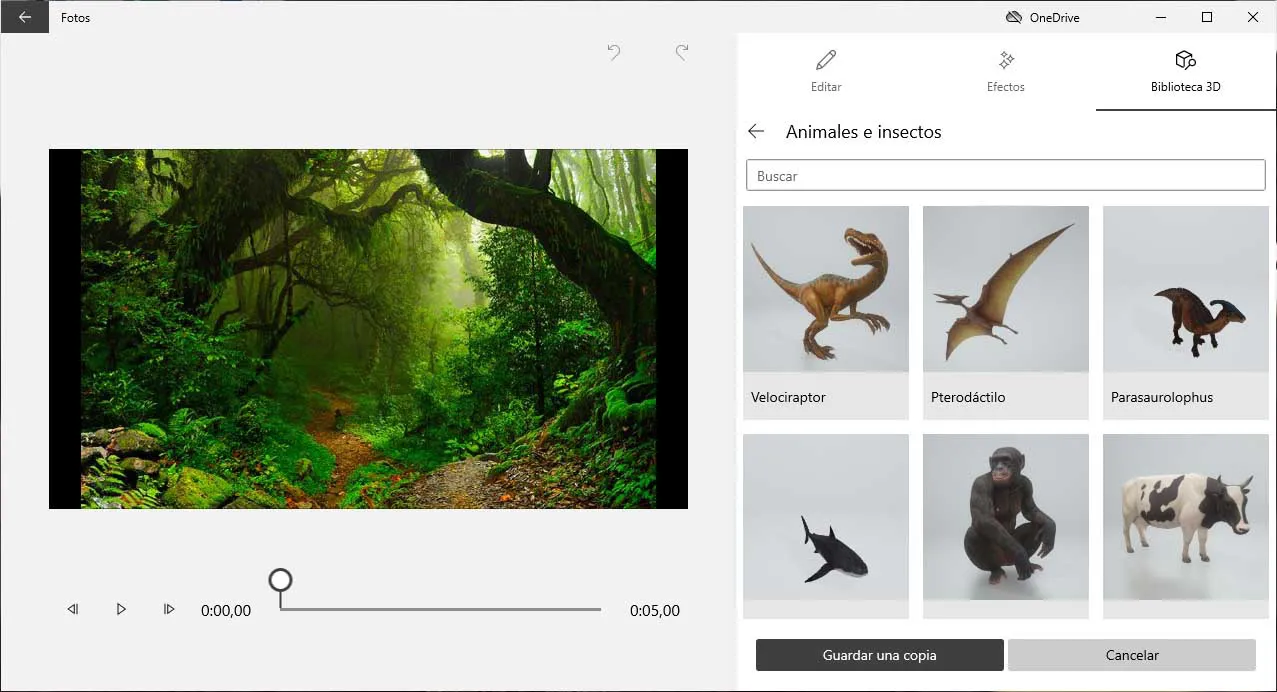 Fotos
OneDrive
Editar
Efectos
Biblioteca 3D
Animales e insectos
Buscar
Velociraptor
Pterodáctilo
Parasaurolophus
0:00,00
0:05,00
Guardar una copia
Cancelar